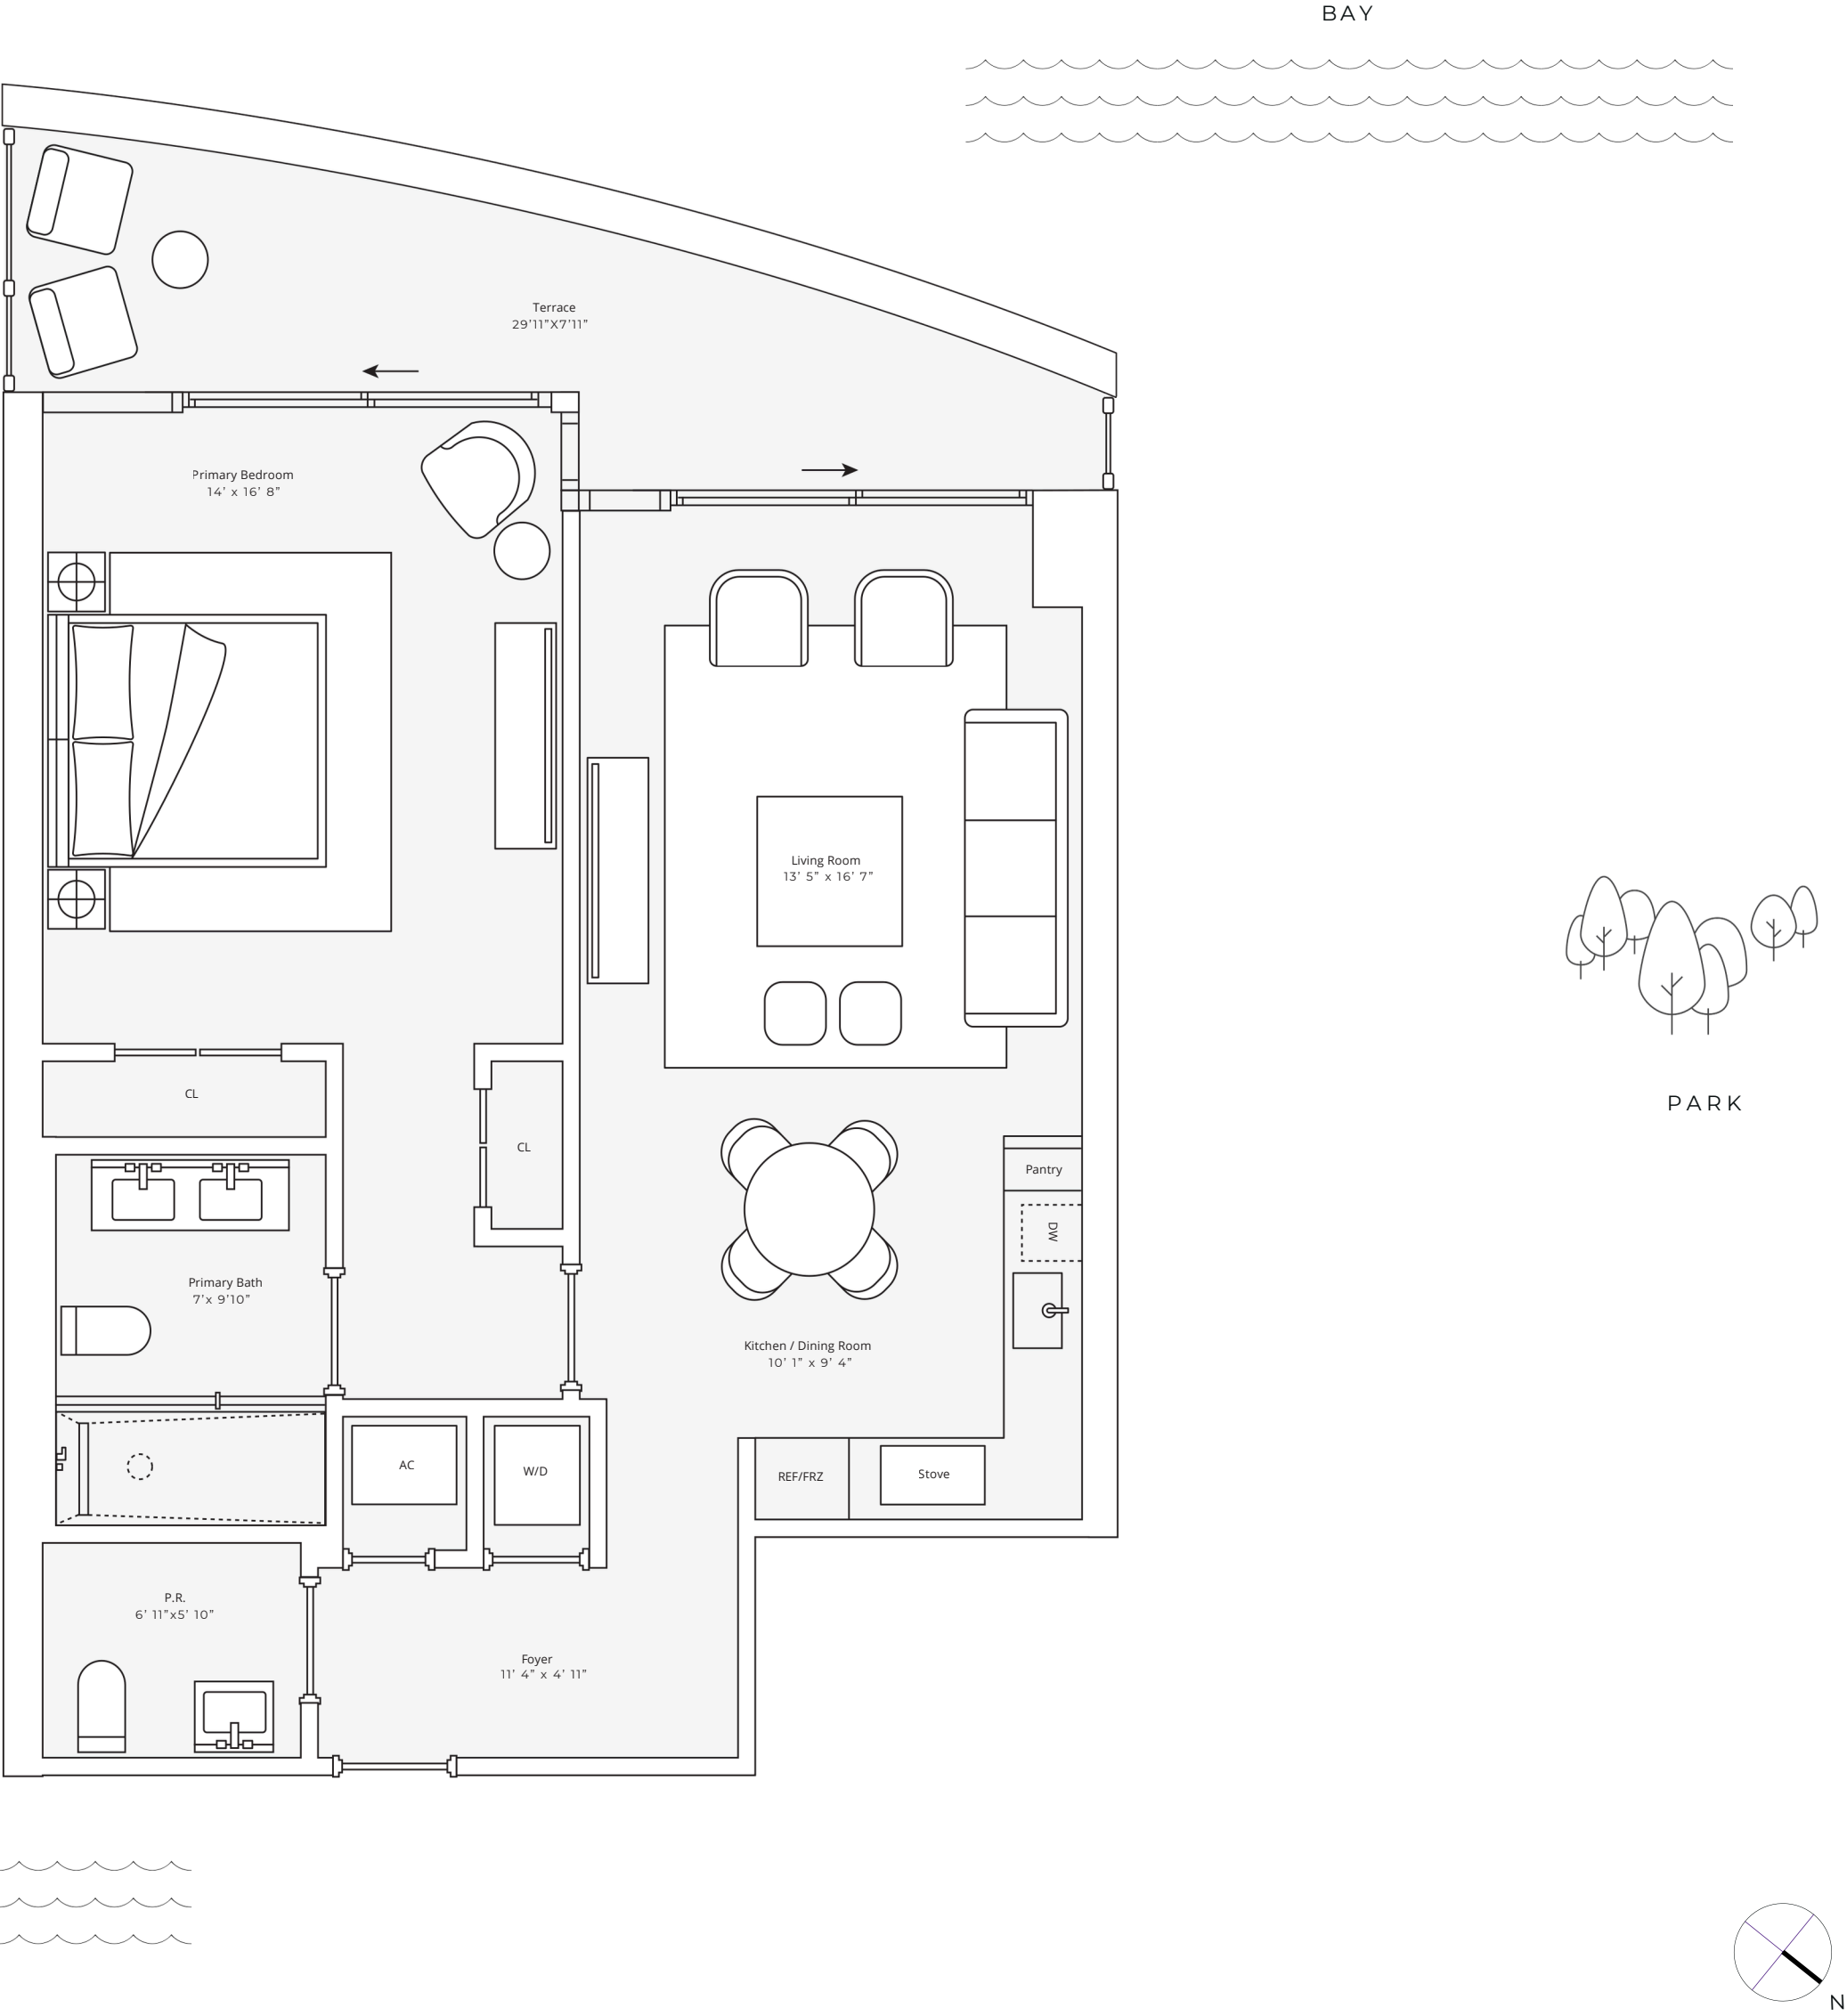 BAY
Terrace
29’11”X7’11”
Primary Bedroom
14’ x 16’ 8”
Living Room
13’ 5” x 16’ 7”
CL
CL
PARK
Pantry
DW
Primary Bath
7’x 9’10”
Kitchen / Dining Room
10’ 1” x 9’ 4”
AC
W/D
REF/FRZ
Stove
P.R.
6’ 11”x5’ 10”
Foyer
11’ 4” x 4’ 11”
N